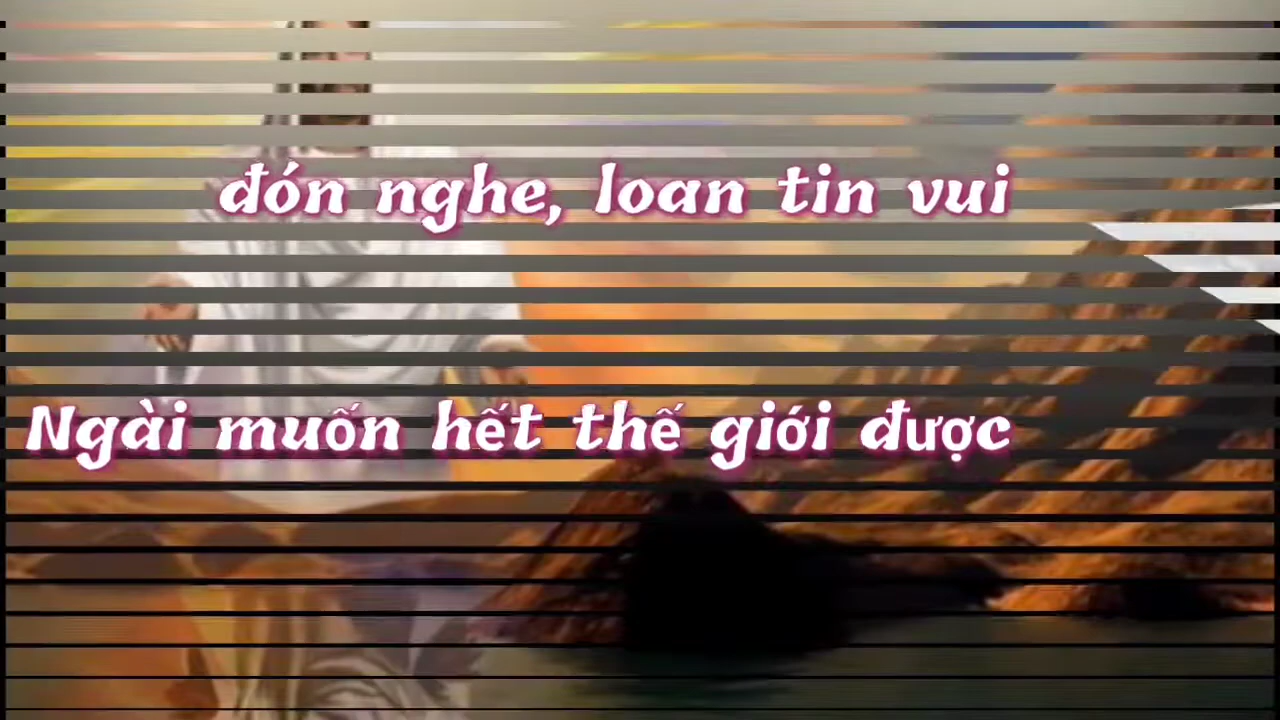 đón nghe, loan tin vui
Ngài muốn hết thế giới được